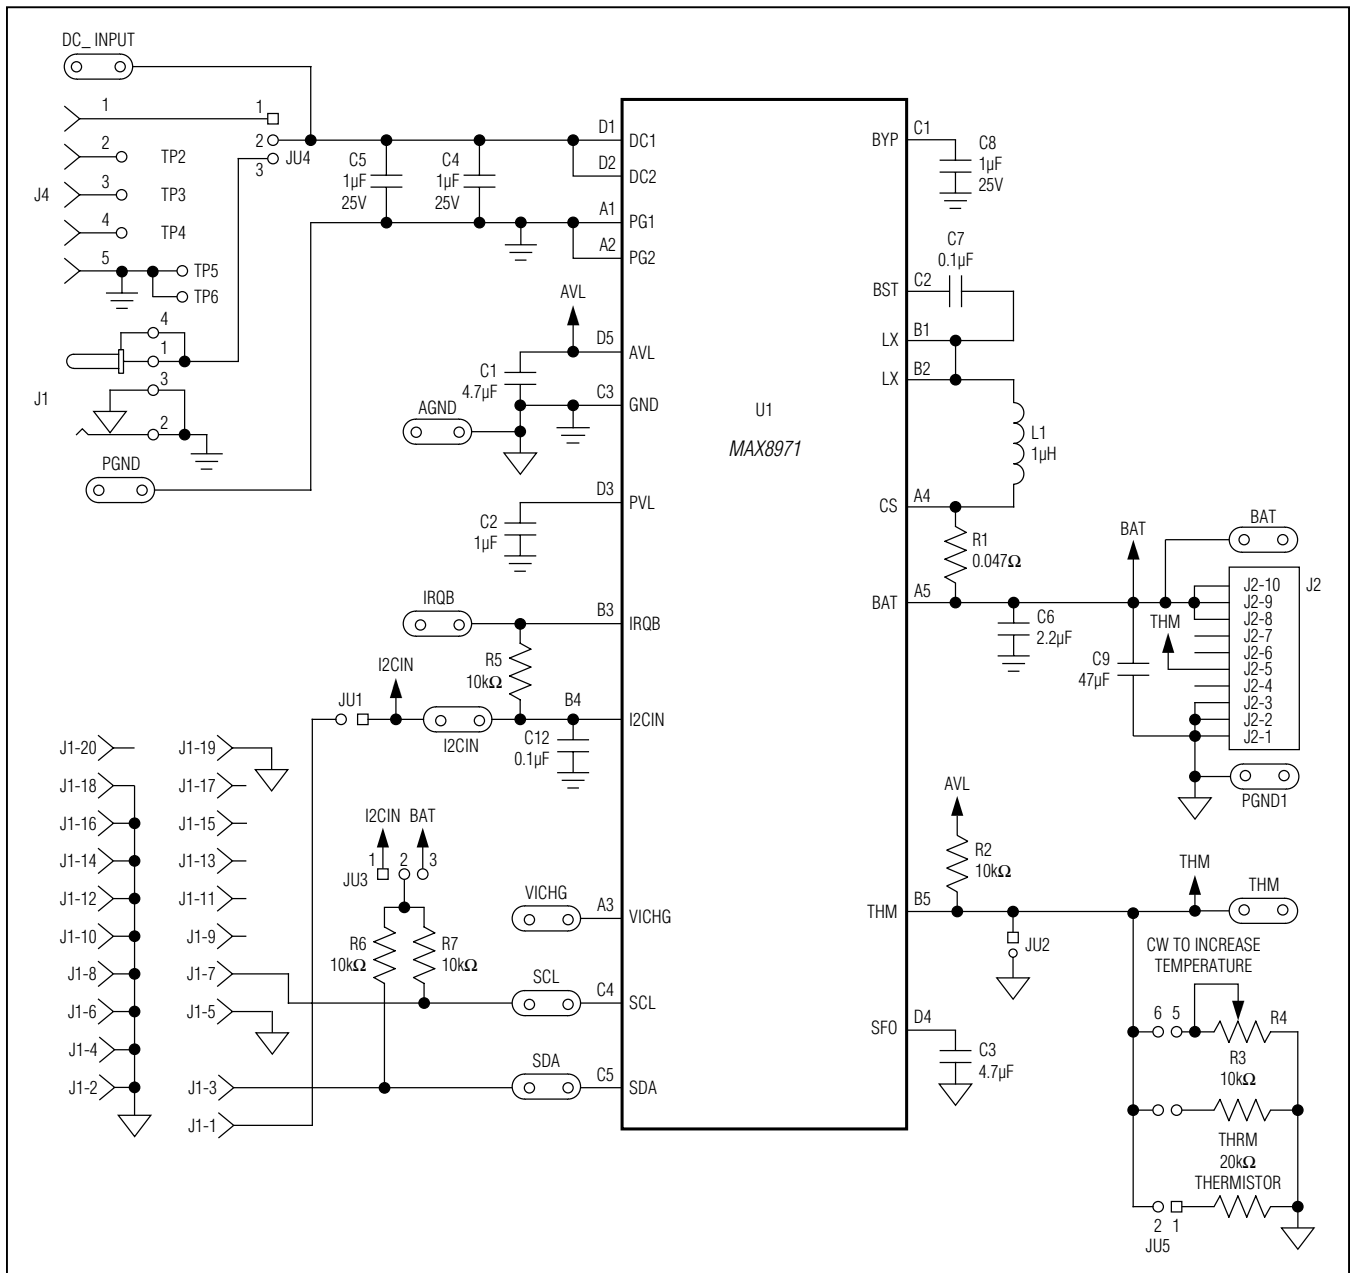 DC_ INPUT
1
2
TP2
J4
3
TP3
4
TP4
5
TP5
TP6
1
2
3
JU4
4
1
3
J1
2
PGND
C5
1µF
25V
C4
1µF
25V
D1
DC1
D2
DC2
A1
PG1
A2
PG2
AVL
D5
AVL
C1
4.7µF
C3
GND
AGND
D3
PVL
C2
1µF
IRQB
B3
IRQB
R5
10kΩ
I2CIN
JU1
I2CIN
B4
I2CIN
C12
0.1µF
J1-20
J1-19
J1-18
J1-17
J1-16
J1-15
J1-14
J1-13
J1-12
J1-11
J1-10
J1-9
J1-8
J1-7
J1-6
J1-5
J1-4
J1-2
J1-3
J1-1
I2CIN
BAT
1
2
3
JU3
R6
10kΩ
R7
10kΩ
VICHG
A3
VICHG
SCL
C4
SCL
SDA
C5
SDA
U1
MAX8971
BYP
C1
C8
1µF
25V
C7
0.1µF
BST
C2
LX
B1
LX
B2
L1
1µH
CS
A4
R1
0.047Ω
BAT
A5
C6
2.2µF
BAT
BAT
THM
C9
47µF
J2
J2-10
J2-9
J2-8
J2-7
J2-6
J2-5
J2-4
J2-3
J2-2
J2-1
PGND1
AVL
R2
10kΩ
THM
B5
JU2
THM
THM
CW TO INCREASE
TEMPERATURE
6 5
R4
R3
10kΩ
THRM
20kΩ
THERMISTOR
2 1
JU5
SFO
D4
C3
4.7µF